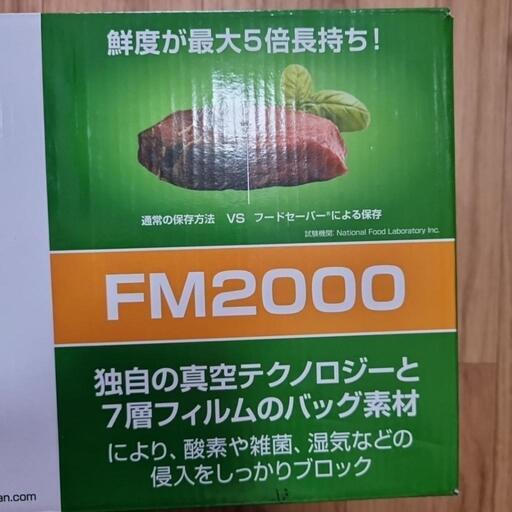 鮮度が最大5倍長持ち！
通常の保存方法 VS フードセーバー®による保存
試験機関: National Food Laboratory Inc.
FM2000
独自の真空テクノロジーと
7層フィルムのバッグ素材
により、酸素や雑菌、湿気などの
侵入をしっかりブロック
an.com